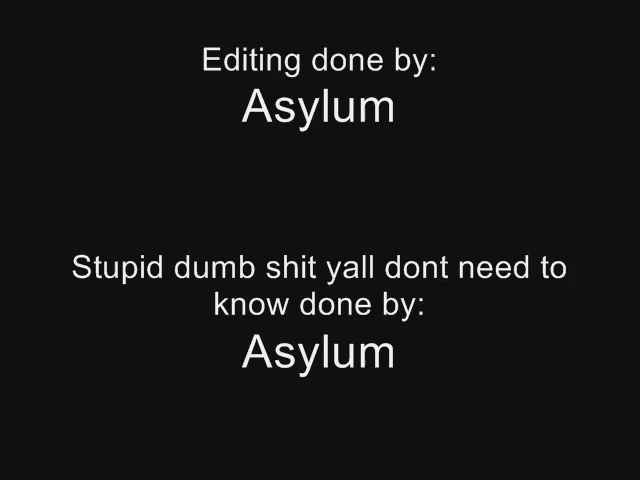 Editing done by:
Asylum
Stupid dumb shit yall dont need to
know done by:
Asylum